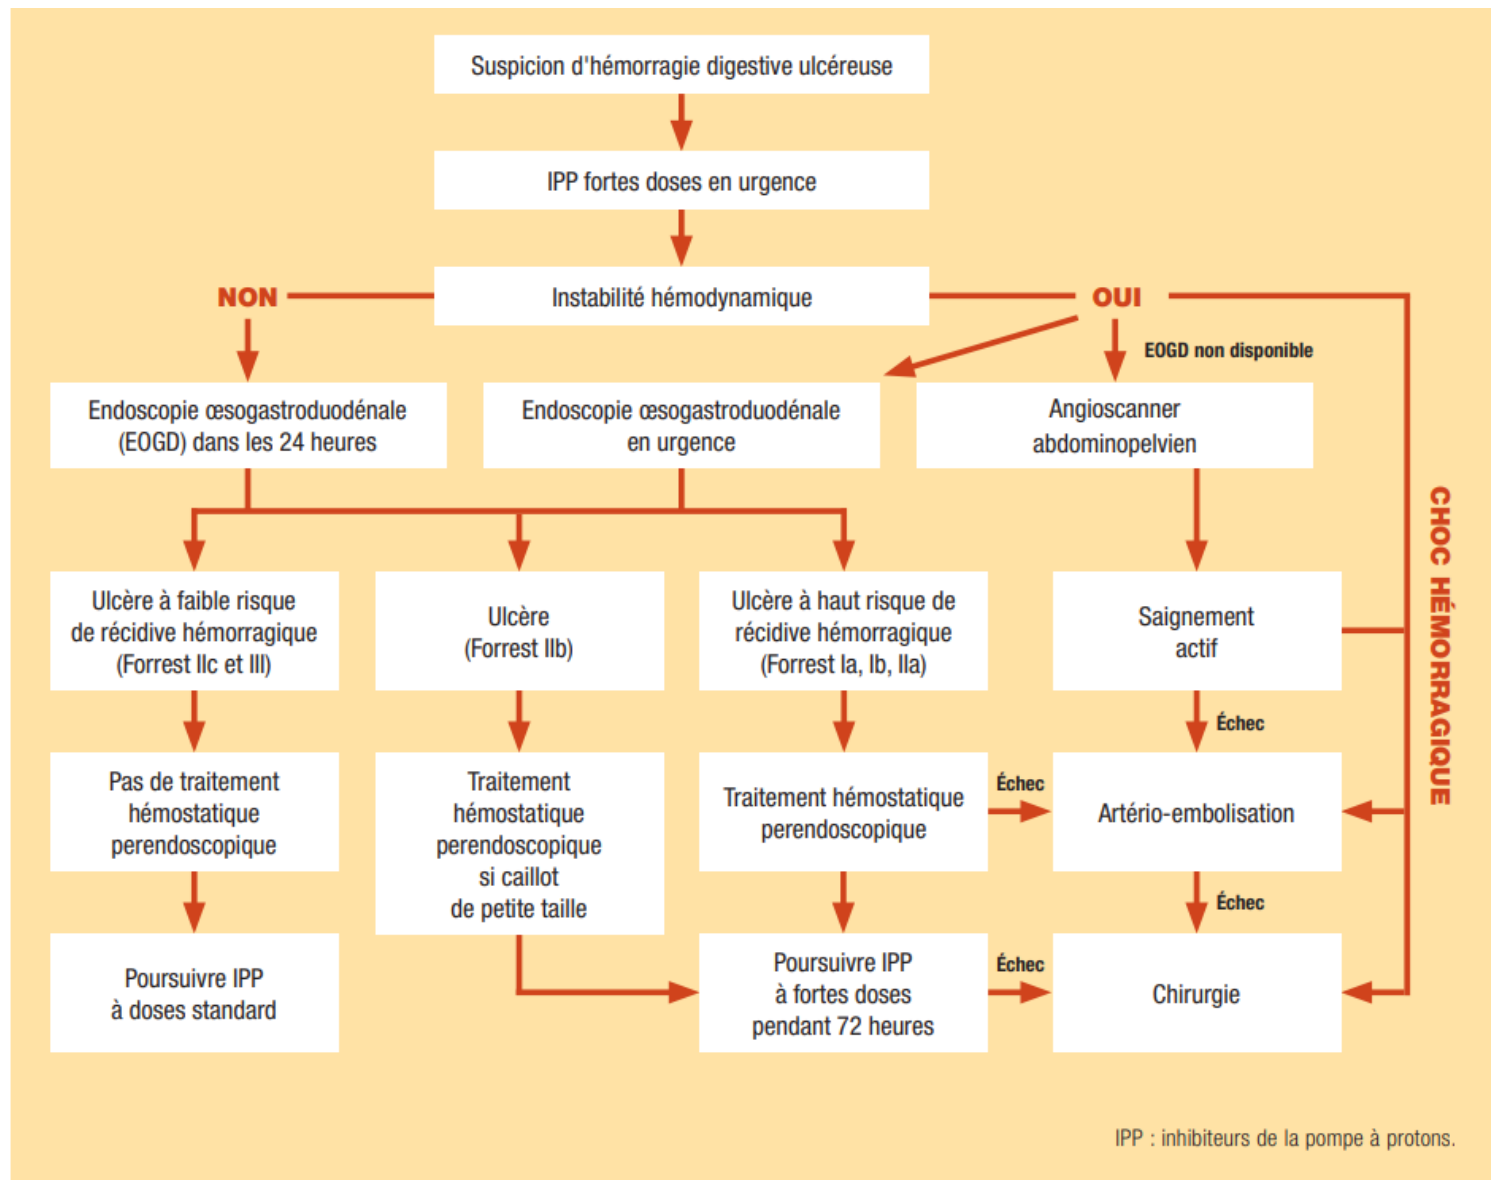 Suspicion d'hémorragie digestive ulcéreuse
IPP fortes doses en urgence
Instabilité hémodynamique
NON
OUI
EOGD non disponible
Endoscopie œsogastroduodénale
(EOGD) dans les 24 heures
Endoscopie œsogastroduodénale
en urgence
Angioscanner
abdominopelvien
CHOC HÉMORRAGIQUE
Ulcère à faible risque
de récidive hémorragique
(Forrest IIc et III)
Ulcère
(Forrest IIb)
Ulcère à haut risque de
récidive hémorragique
(Forrest Ia, Ib, IIa)
Saignement
actif
Échec
Pas de traitement
hémostatique
perendoscopique
Traitement
hémostatique
perendoscopique
si caillot
de petite taille
Traitement hémostatique
perendoscopique
Échec
Artério-embolisation
Échec
Poursuivre IPP
à doses standard
Poursuivre IPP
à fortes doses
pendant 72 heures
Échec
Chirurgie
IPP : inhibiteurs de la pompe à protons.